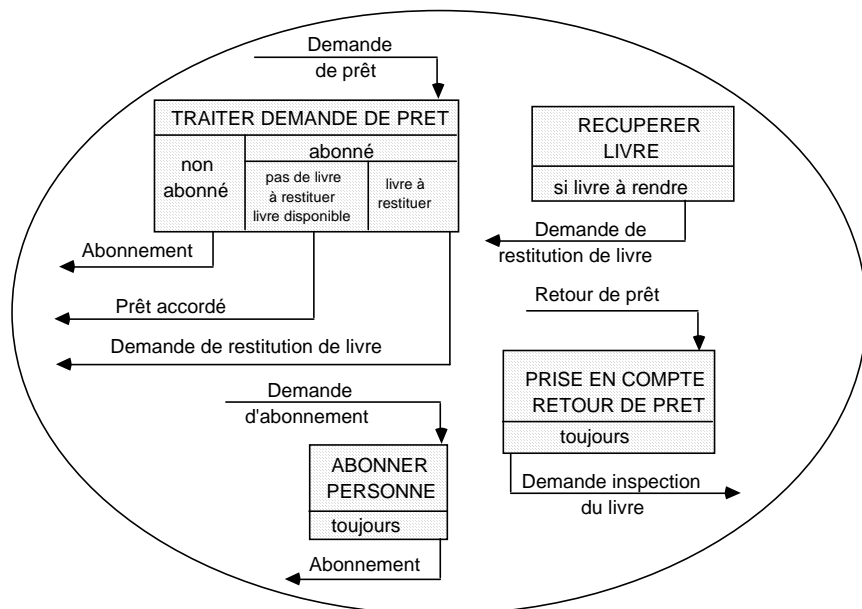 Demande
de prêt
TRAITER DEMANDE DE PRET
non
abonné
abonné
pas de livre
à restituer
livre disponible
livre à
restituer
Abonnement
Prêt accordé
Demande de restitution de livre
RECUPERER
LIVRE
si livre à rendre
Demande de
restitution de livre
Retour de prêt
PRISE EN COMPTE
RETOUR DE PRET
toujours
Demande inspection
du livre
Demande
d'abonnement
ABONNER
PERSONNE
toujours
Abonnement